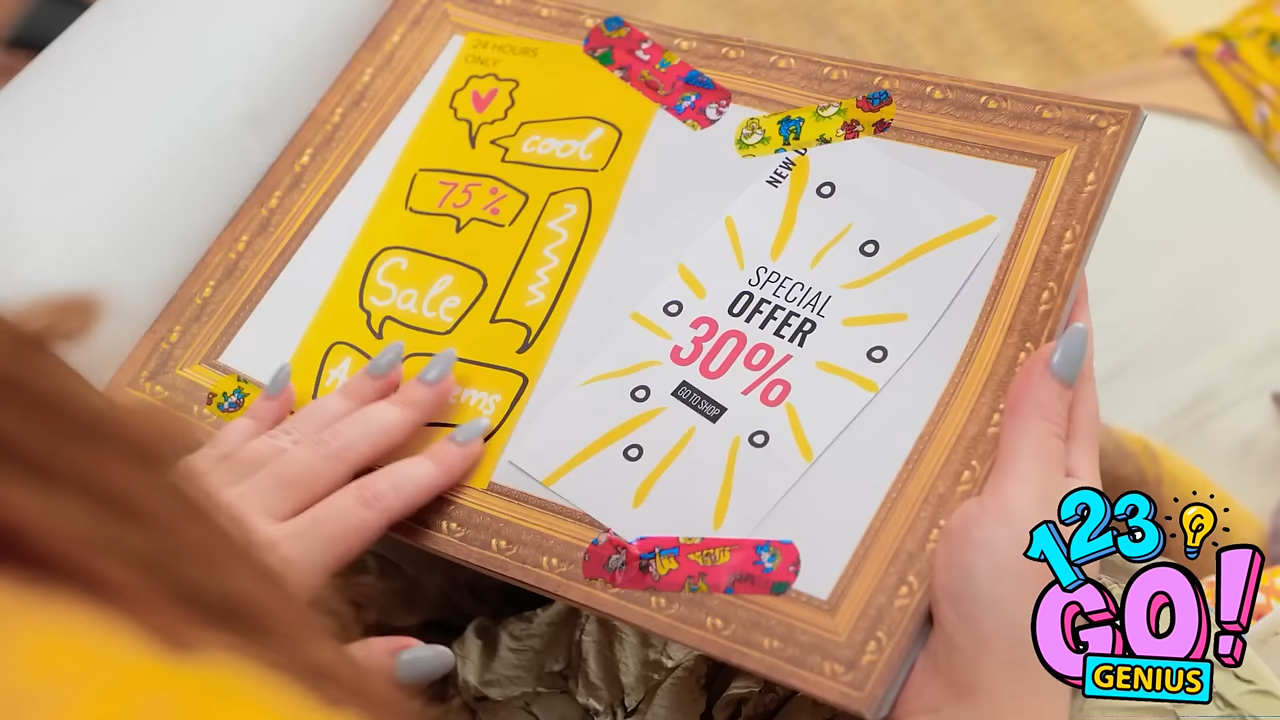 24 HOURS
ONLY
cool
75%
Sale
NEW
SPECIAL
OFFER
30%
GO TO SHOP
123
GO!
GENIUS